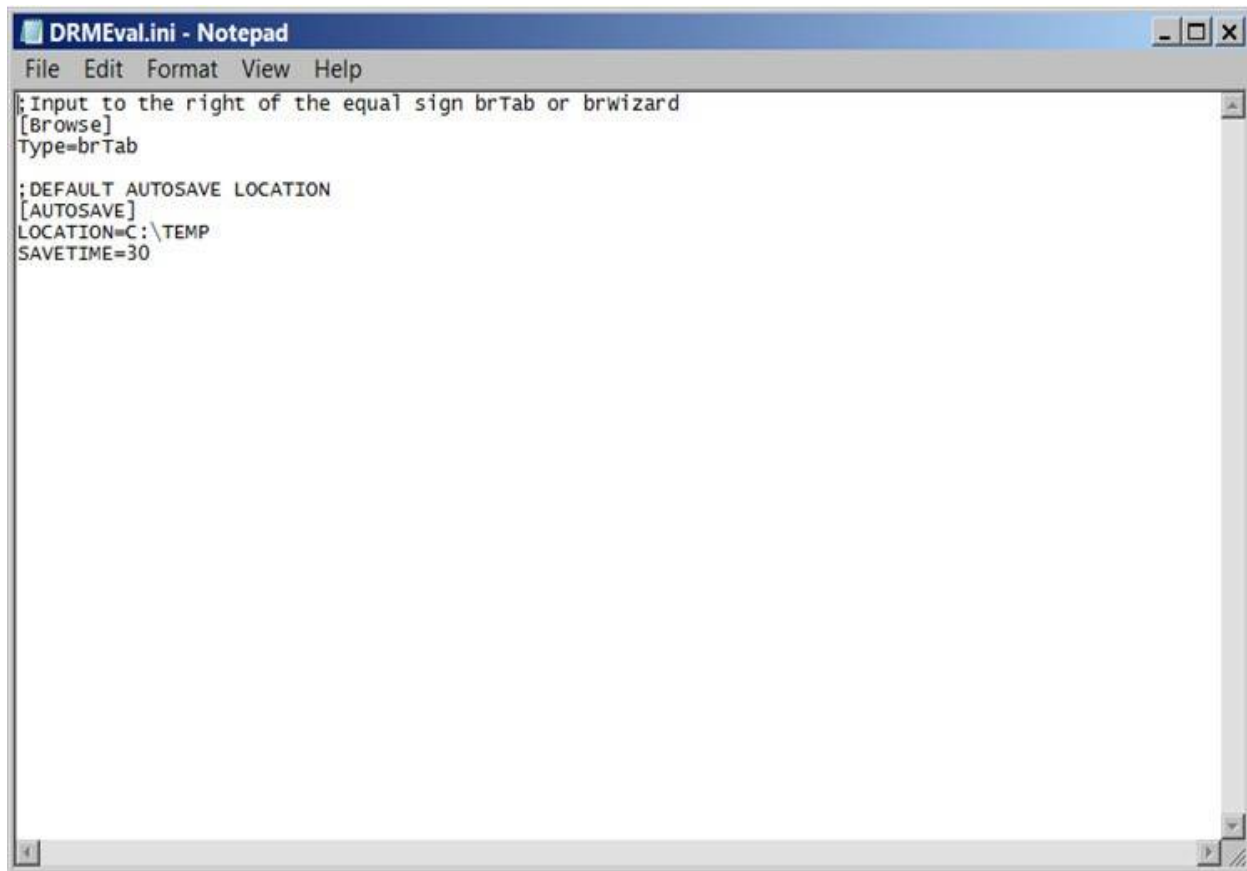 DRMEval.ini - Notepad
File Edit Format View Help
;Input to the right of the equal sign brTab or brWizard
[Browse]
Type=brTab
;DEFAULT AUTOSAVE LOCATION
[AUTOSAVE]
LOCATION=C:\TEMP
SAVETIME=30